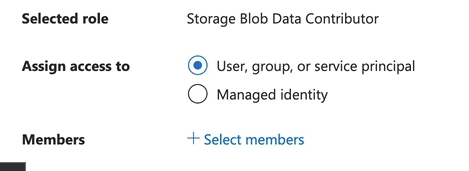 Selected role Storage Blob Data Contributor
Assign access to User, group, or service principal
Managed identity
Members + Select members